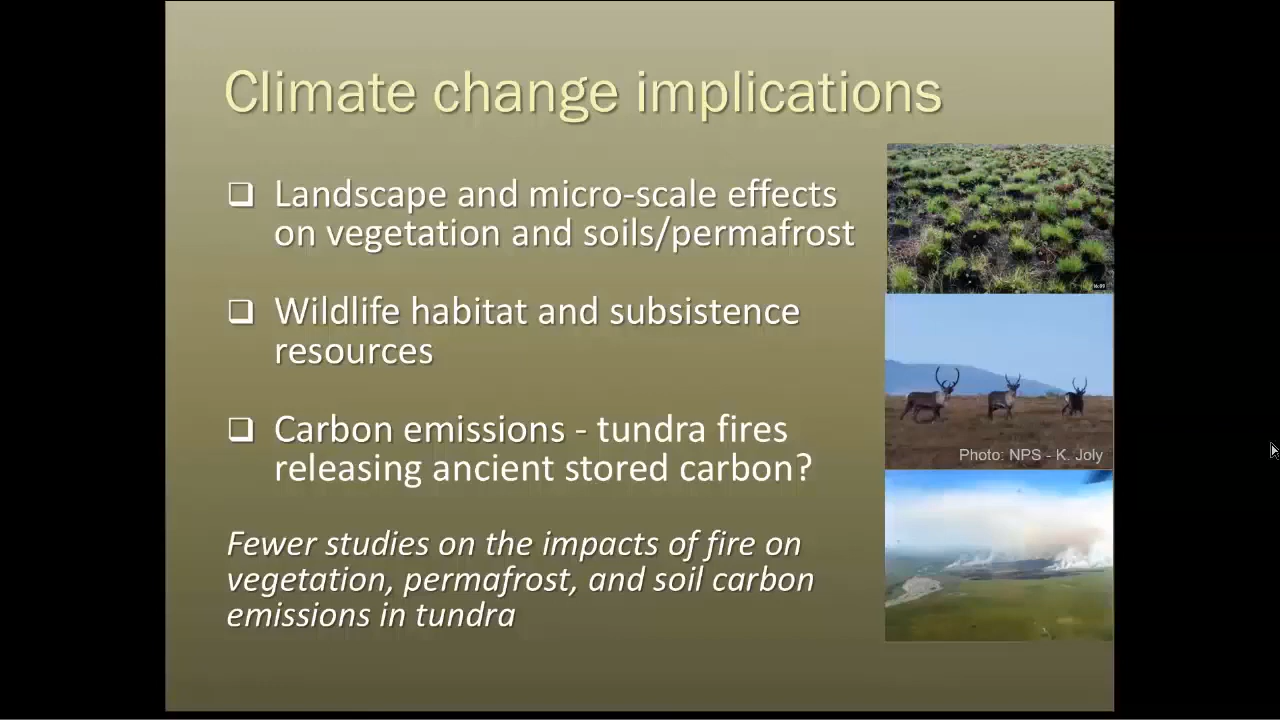 Climate change implications
Landscape and micro-scale effects
on vegetation and soils/permafrost
Wildlife habitat and subsistence
resources
Carbon emissions - tundra fires
releasing ancient stored carbon?
Fewer studies on the impacts of fire on
vegetation, permafrost, and soil carbon
emissions in tundra
Photo: NPS - K. Joly